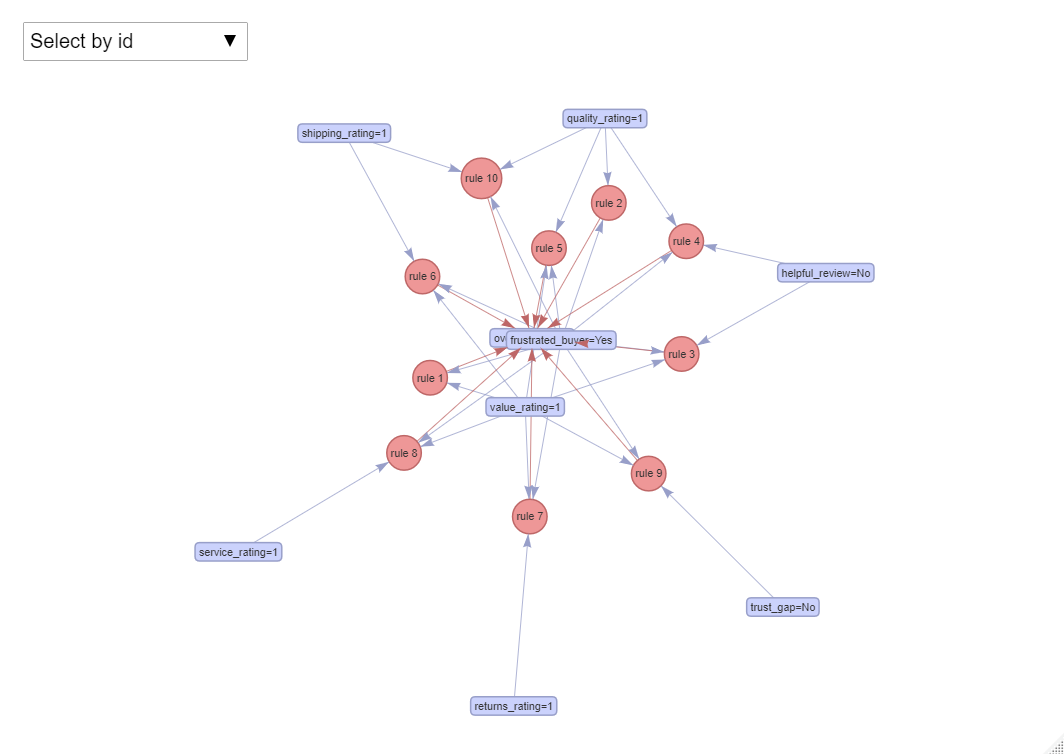 Select by id ▼
quality_rating=1
shipping_rating=1
rule 10
rule 2
rule 4
rule 5
helpful_review=No
rule 6
frustrated_buyer=Yes
rule 3
rule 1
value_rating=1
rule 8
rule 9
rule 7
service_rating=1
trust_gap=No
returns_rating=1